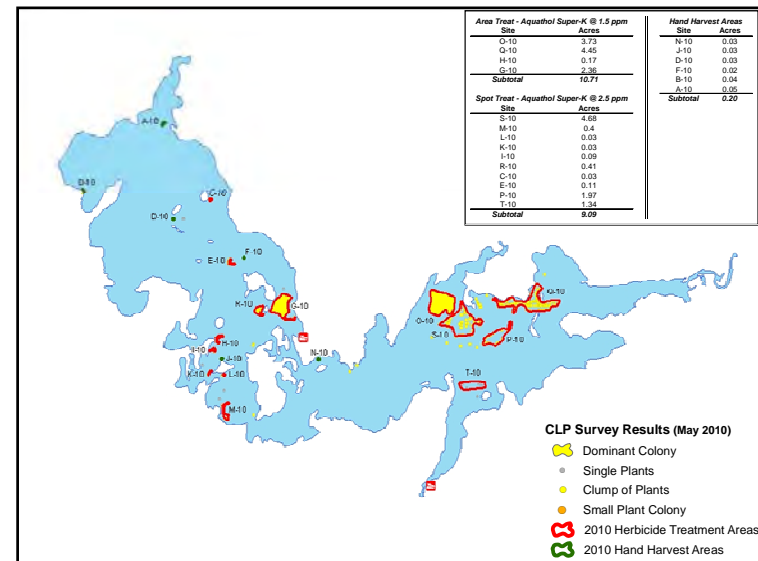 Area Treat - Aquathol Super-K @ 1.5 ppm
Site Acres
O-10 3.73
Q-10 4.45
H-10 0.17
G-10 2.36
Subtotal 10.71
Spot Treat - Aquathol Super-K @ 2.5 ppm
Site Acres
S-10 4.68
M-10 0.4
L-10 0.03
K-10 0.03
I-10 0.09
R-10 0.41
C-10 0.03
E-10 0.11
P-10 1.97
T-10 1.34
Subtotal 9.09
Hand Harvest Areas
Site Acres
N-10 0.03
J-10 0.03
D-10 0.03
F-10 0.02
B-10 0.04
A-10 0.05
Subtotal 0.20
A-10
C-10
D-10
F-10
E-10
G-10
O-10
P-10
H-10
I-10
J-10
N-10
K-10
L-10
T-10
M-10
CLP Survey Results (May 2010)
Dominant Colony
Single Plants
Clump of Plants
Small Plant Colony
2010 Herbicide Treatment Areas
2010 Hand Harvest Areas